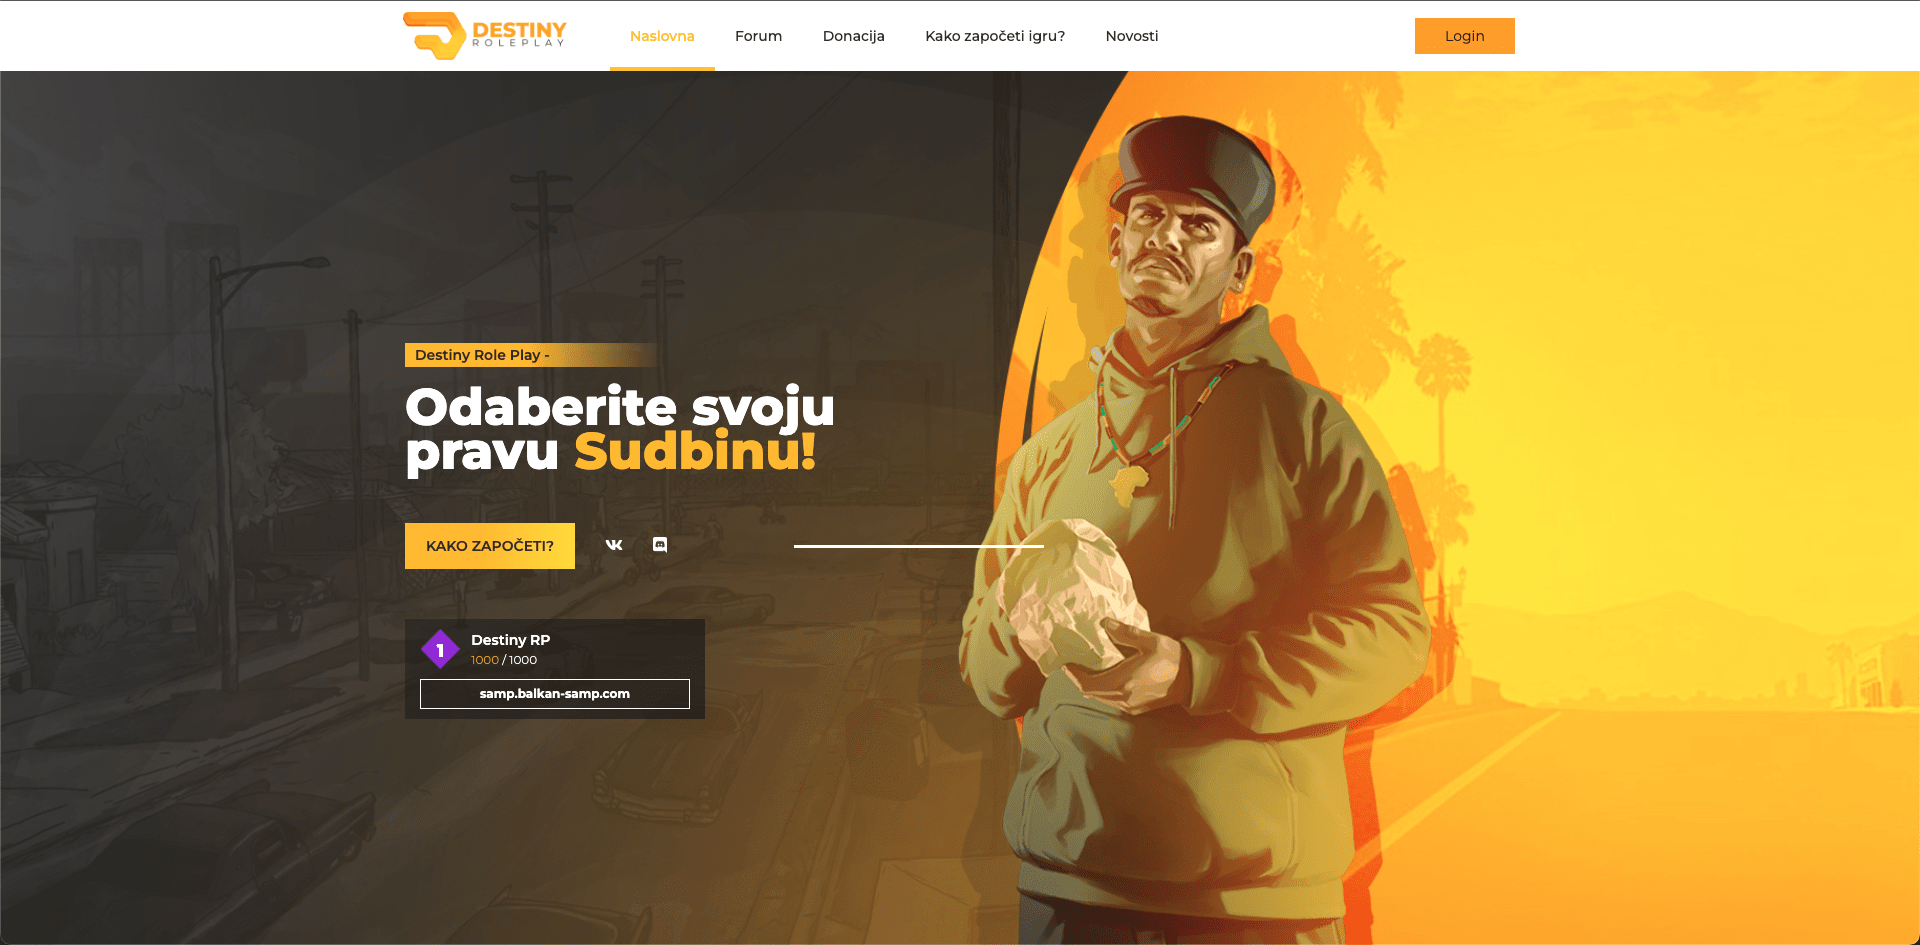 DESTINY
ROLEPLAY
Naslovna
Forum
Donacija
Kako započeti igru?
Novosti
Login
Destiny Role Play -
Odaberite svoju
pravu Sudbinu!
KAKO ZAPOČETI?
1
Destiny RP
1000 / 1000
samp.balkan-samp.com